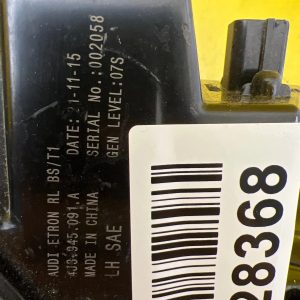 AUDI ETRON RL BS/T1 DATE: 21-11-15
4J3.945.091.A SERIAL No.:002058
MADE IN CHINA GEN LEVEL:07S
LH SAE
28368